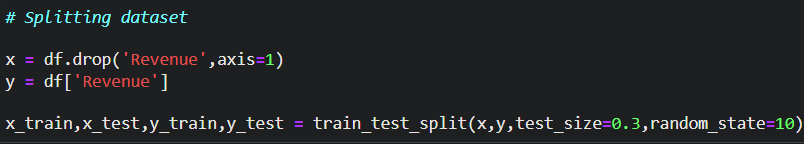 # Splitting dataset
x = df.drop('Revenue',axis=1)
y = df['Revenue']
x_train,x_test,y_train,y_test = train_test_split(x,y,test_size=0.3,random_state=10)